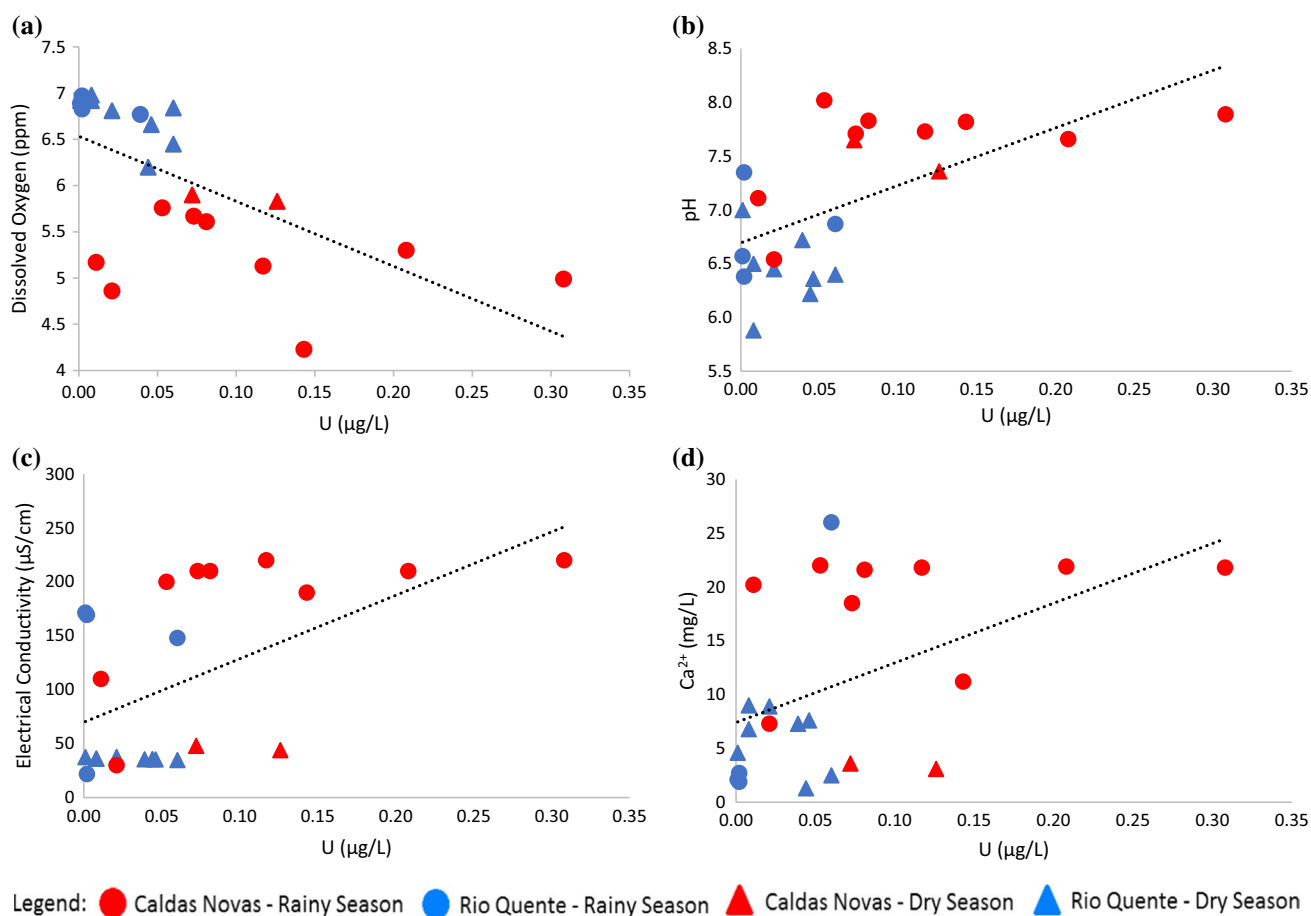 (a)
7.5
7
6.5
6
5.5
5
4.5
4
Dissolved Oxygen (ppm)
0.00 0.05 0.10 0.15 0.20 0.25 0.30 0.35
U (µg/L)
(b)
8.5
8.0
7.5
7.0
6.5
6.0
5.5
pH
0.00 0.05 0.10 0.15 0.20 0.25 0.30 0.35
U (µg/L)
(c)
300
250
200
150
100
50
0
Electrical Conductivity (µS/cm)
0.00 0.05 0.10 0.15 0.20 0.25 0.30 0.35
U (µg/L)
(d)
30
25
20
15
10
5
0
Ca²⁺ (mg/L)
0.00 0.05 0.10 0.15 0.20 0.25 0.30 0.35
U (µg/L)
Legend: Caldas Novas - Rainy Season Rio Quente - Rainy Season Caldas Novas - Dry Season Rio Quente - Dry Season